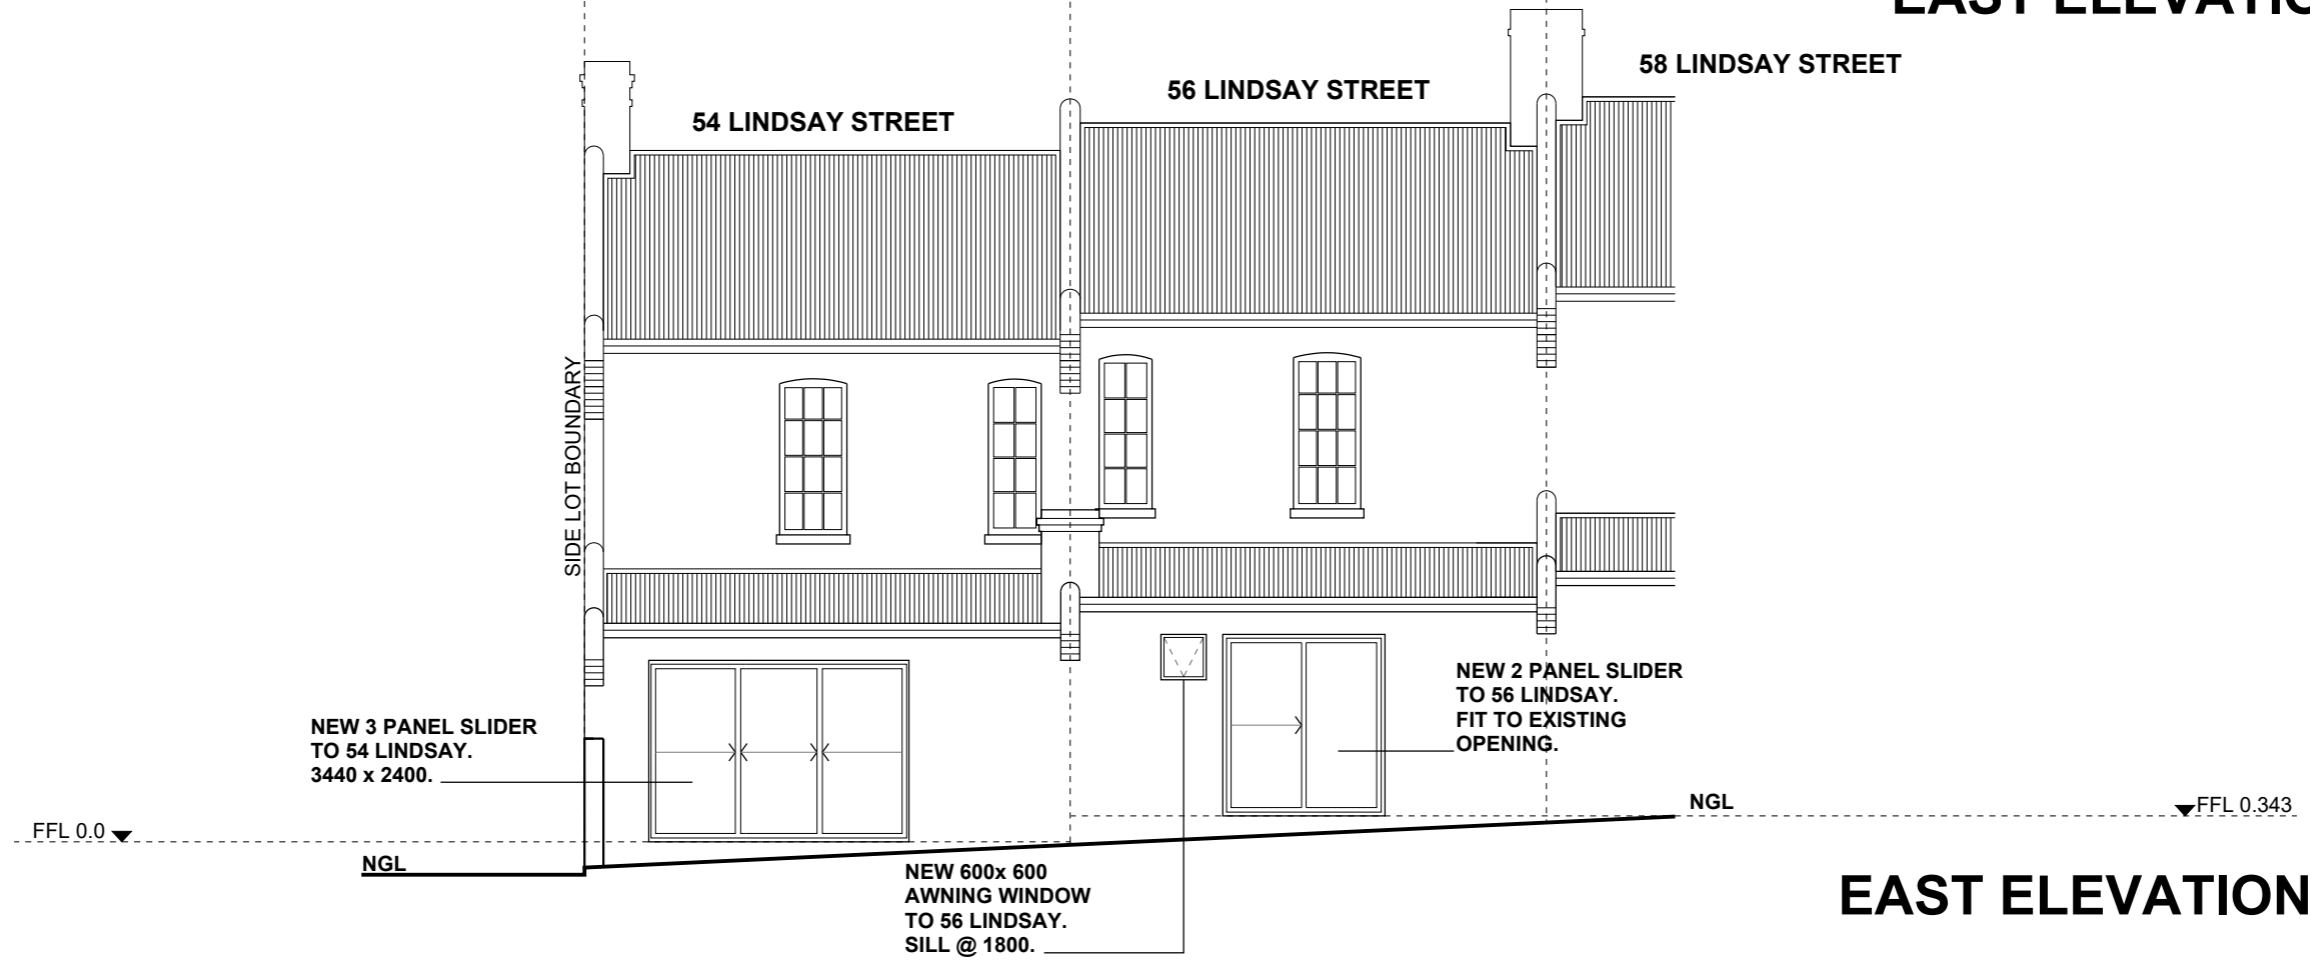 EAST ELEVATIO
58 LINDSAY STREET
56 LINDSAY STREET
54 LINDSAY STREET
SIDE LOT BOUNDARY
NEW 3 PANEL SLIDER
TO 54 LINDSAY.
3440 x 2400.
NEW 2 PANEL SLIDER
TO 56 LINDSAY.
FIT TO EXISTING
OPENING.
NGL
FFL 0.343
FFL 0.0
NGL
NEW 600x 600
AWNING WINDOW
TO 56 LINDSAY.
SILL @ 1800.
EAST ELEVATION